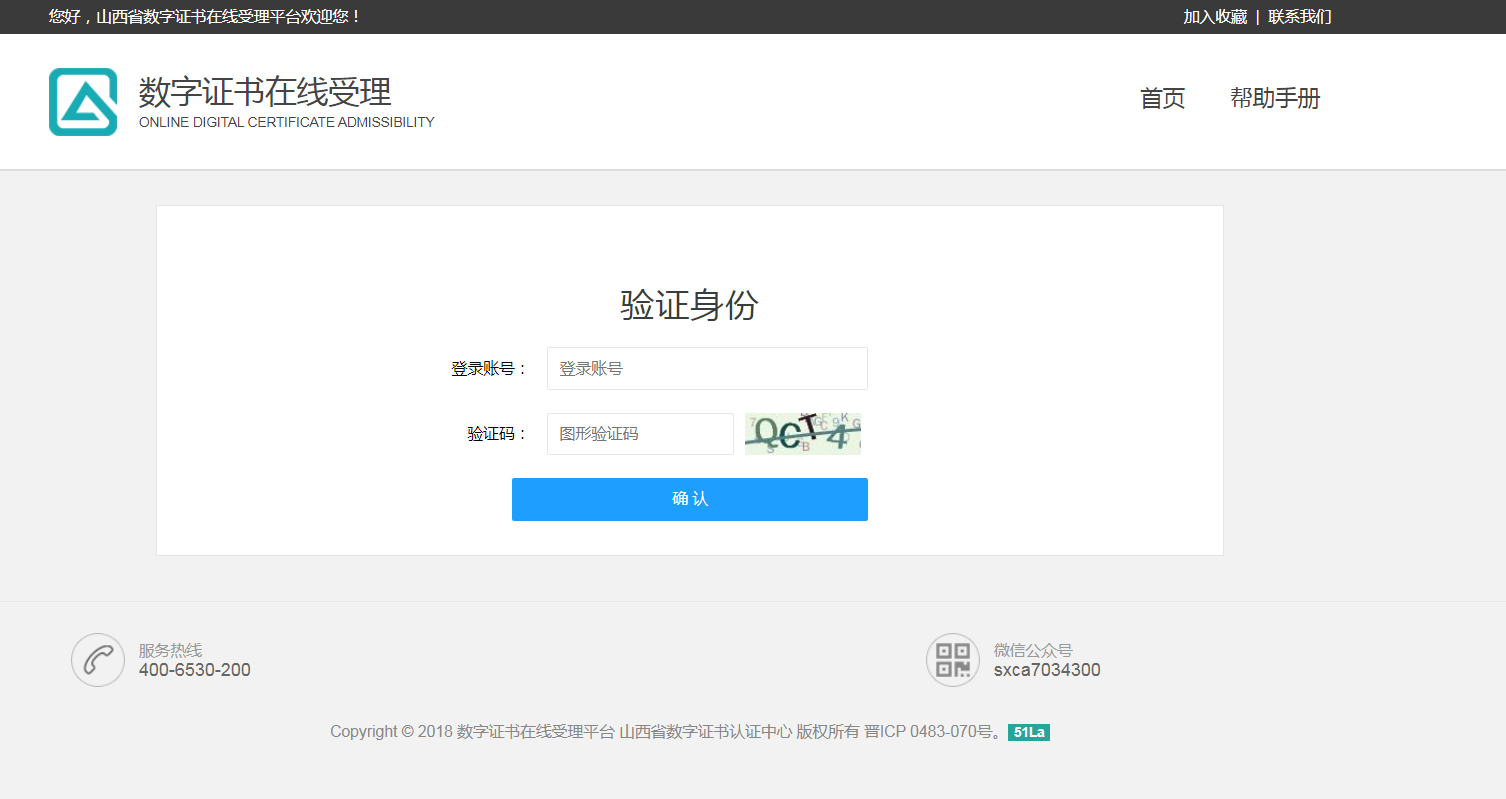 您好，山西省数字证书在线受理平台欢迎您！
加入收藏 | 联系我们
数字证书在线受理
ONLINE DIGITAL CERTIFICATE ADMISSIBILITY
首页
帮助手册
验证身份
登录账号：
登录账号
验证码：
图形验证码
QCT4
确 认
服务热线
400-6530-200
微信公众号
sxca7034300
Copyright © 2018 数字证书在线受理平台 山西省数字证书认证中心 版权所有 晋ICP 0483-070号。 51La